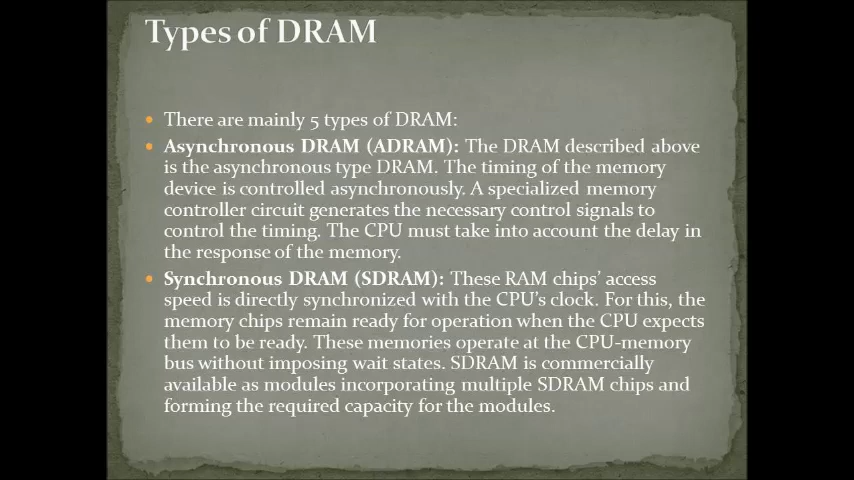 Types of DRAM
• There are mainly 5 types of DRAM:
• Asynchronous DRAM (ADRAM): The DRAM described above
is the asynchronous type DRAM. The timing of the memory
device is controlled asynchronously. A specialized memory
controller circuit generates the necessary control signals to
control the timing. The CPU must take into account the delay in
the response of the memory.
• Synchronous DRAM (SDRAM): These RAM chips’ access
speed is directly synchronized with the CPU’s clock. For this, the
memory chips remain ready for operation when the CPU expects
them to be ready. These memories operate at the CPU-memory
bus without imposing wait states. SDRAM is commercially
available as modules incorporating multiple SDRAM chips and
forming the required capacity for the modules.